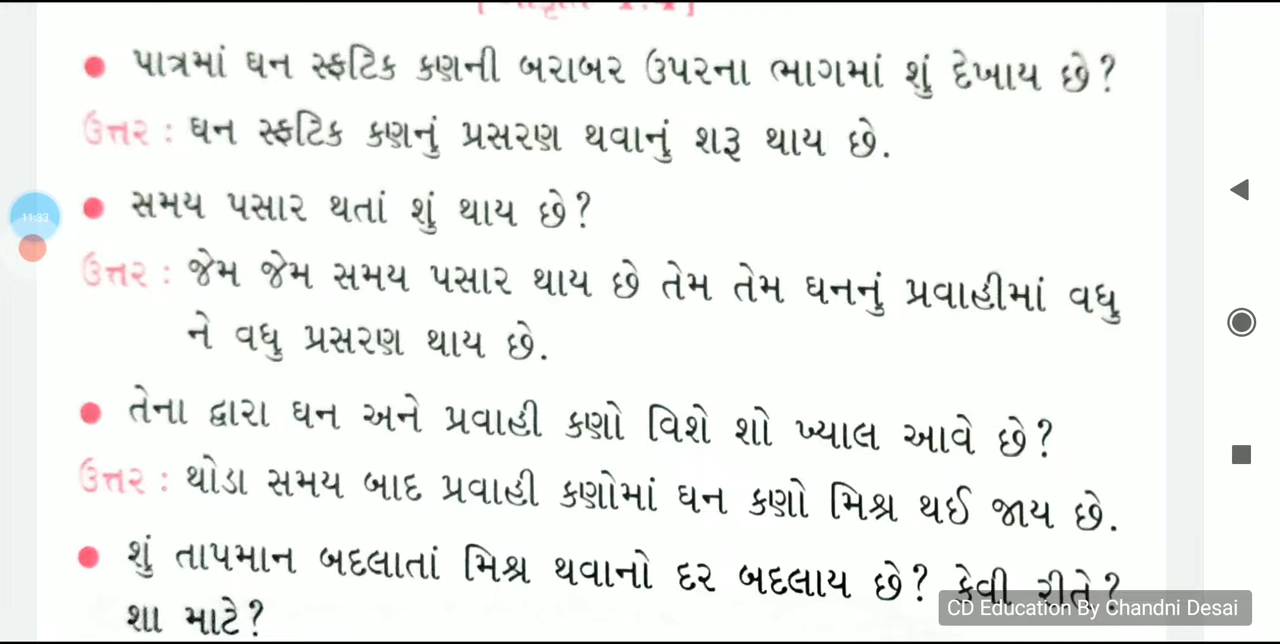 • પાત્રમાં ઘન સ્ફટિક કણની બરાબર ઉપરના ભાગમાં શું દેખાય છે?
ઉત્તર : ઘન સ્ફટિક કણનું પ્રસરણ થવાનું શરૂ થાય છે.
11:33
• સમય પસાર થતાં શું થાય છે?
ઉત્તર : જેમ જેમ સમય પસાર થાય છે તેમ તેમ ઘનનું પ્રવાહીમાં વધુ
ને વધુ પ્રસરણ થાય છે.
• તેના દ્વારા ઘન અને પ્રવાહી કણો વિશે શો ખ્યાલ આવે છે?
ઉત્તર : થોડા સમય બાદ પ્રવાહી કણોમાં ઘન કણો મિશ્ર થઈ જાય છે.
• શું તાપમાન બદલાતાં મિશ્ર થવાનો દર બદલાય છે? કેવી રીતે?
શા માટે?
CD Education By Chandni Desai